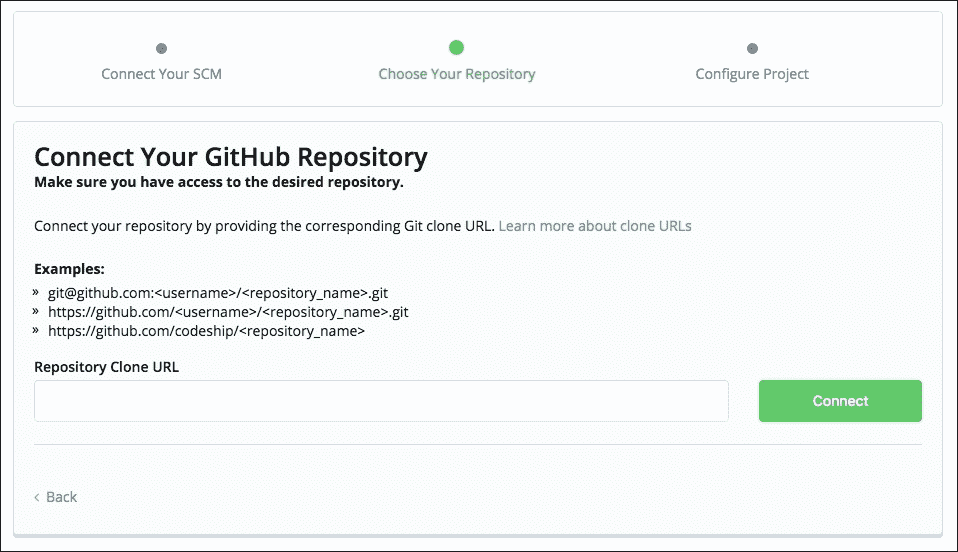 Connect Your SCM
Choose Your Repository
Configure Project
Connect Your GitHub Repository
Make sure you have access to the desired repository.
Connect your repository by providing the corresponding Git clone URL. Learn more about clone URLs
Examples:
» git@github.com:<username>/<repository_name>.git
» https://github.com/<username>/<repository_name>.git
» https://github.com/codeship/<repository_name>
Repository Clone URL
Connect
‹ Back